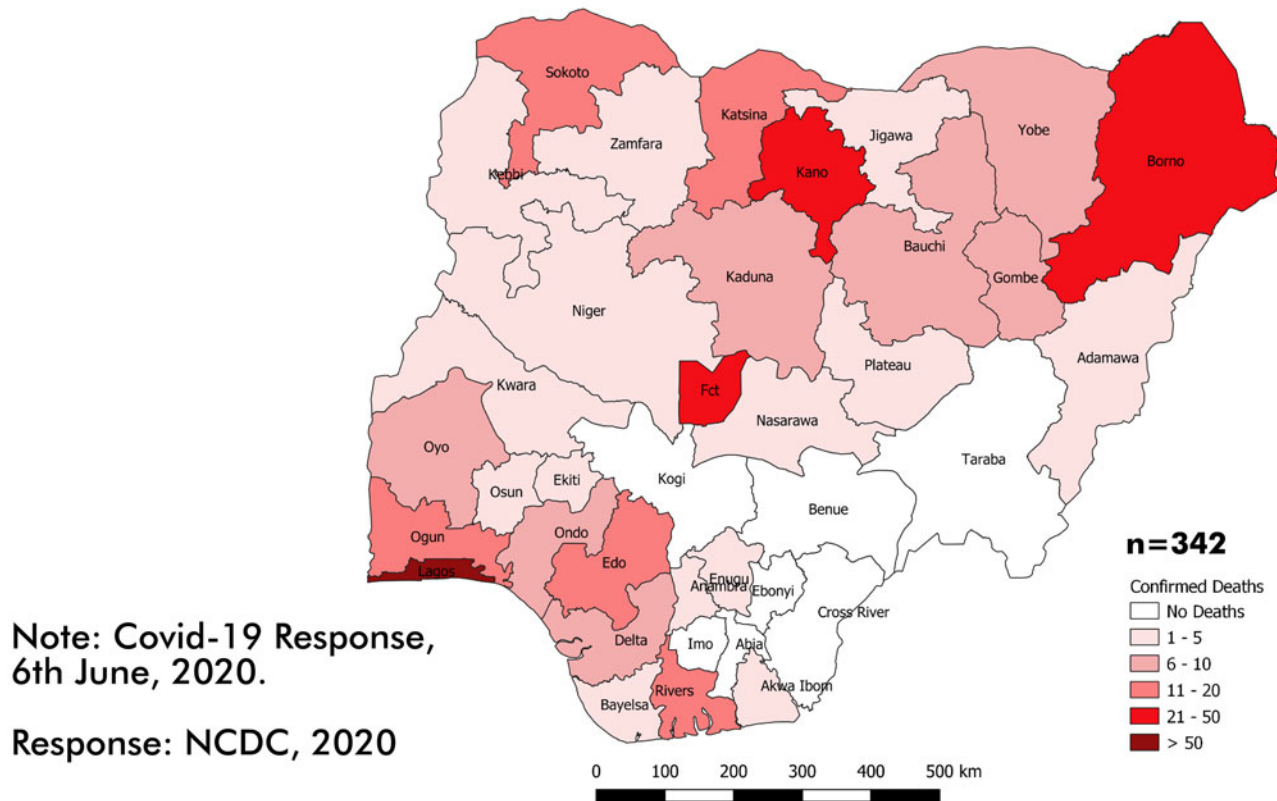 Sokoto
Katsina
Zamfara
Jigawa
Yobe
Borno
Kebbi
Kano
Bauchi
Kaduna
Gombe
Niger
Adamawa
Plateau
Kwara
Fct
Nasarawa
Oyo
Taraba
Kogi
Ekiti
Osun
Benue
Ogun
Ondo
Edo
Lagos
Enugu
Anambra
Ebonyi
Cross River
Delta
Imo
Abia
Rivers
Akwa Ibom
Bayelsa
n=342
Confirmed Deaths
No Deaths
1 - 5
6 - 10
11 - 20
21 - 50
> 50
Note: Covid-19 Response,
6th June, 2020.
Response: NCDC, 2020
0 100 200 300 400 500 km